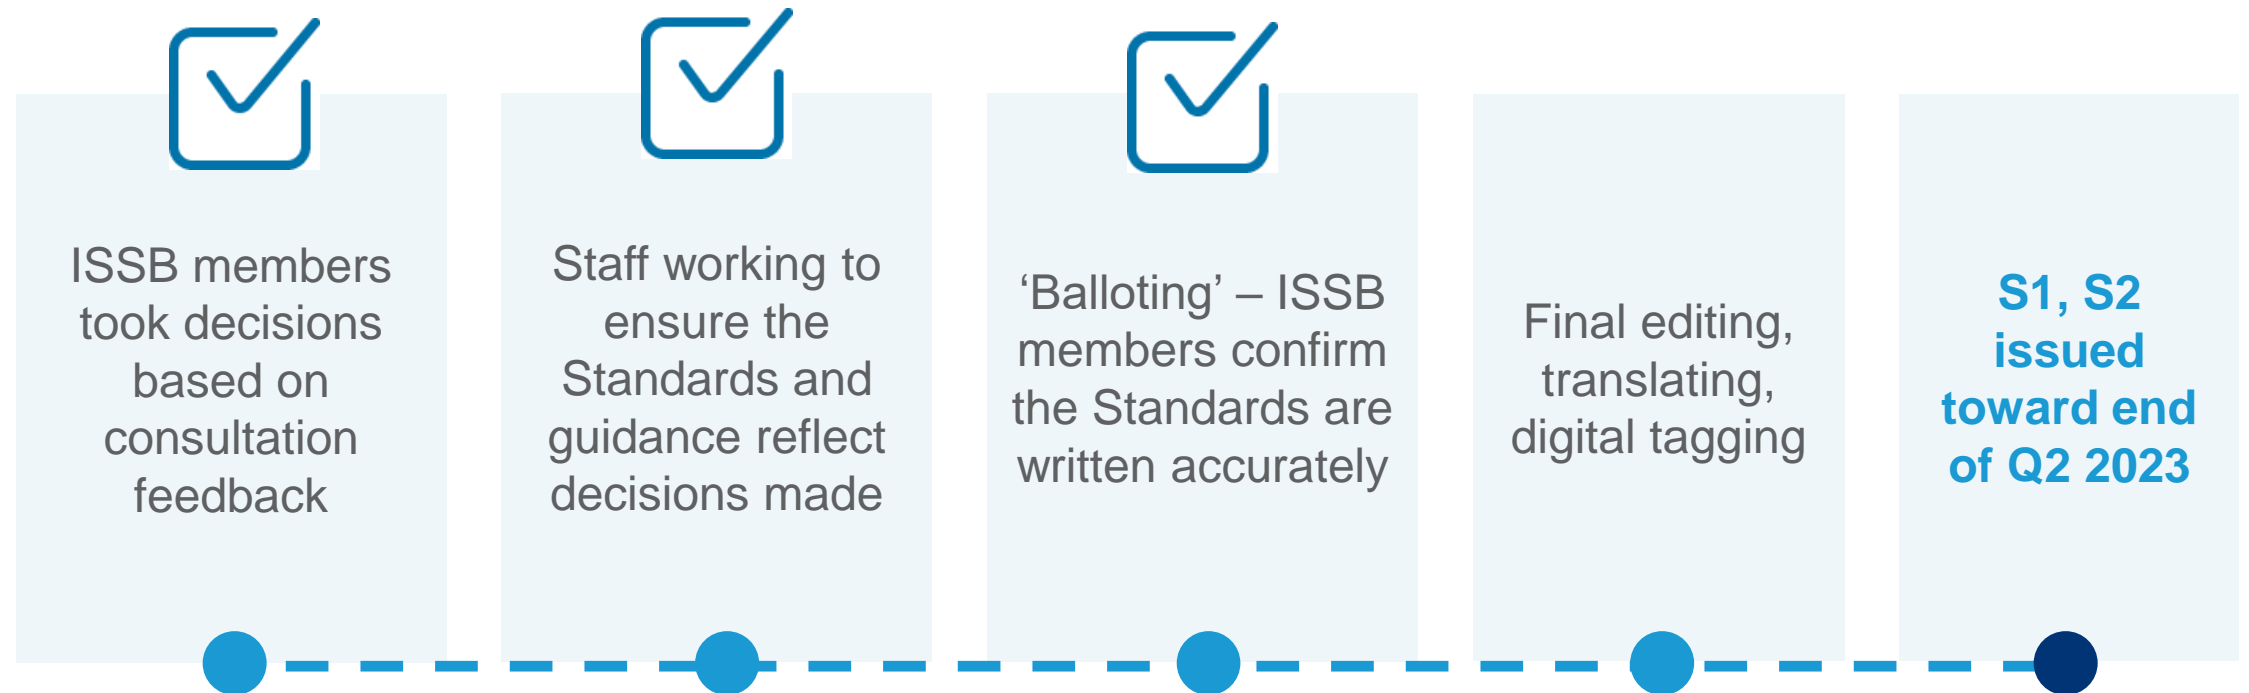 ISSB members
took decisions
based on
consultation
feedback
Staff working to
ensure the
Standards and
guidance reflect
decisions made
‘Balloting’ – ISSB
members confirm
the Standards are
written accurately
Final editing,
translating,
digital tagging
S1, S2
issued
toward end
of Q2 2023